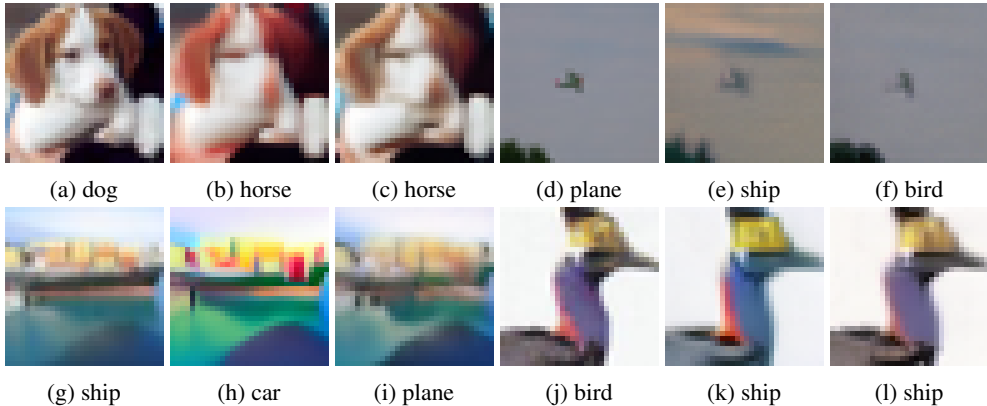 (a) dog (b) horse (c) horse (d) plane (e) ship (f) bird
(g) ship (h) car (i) plane (j) bird (k) ship (l) ship